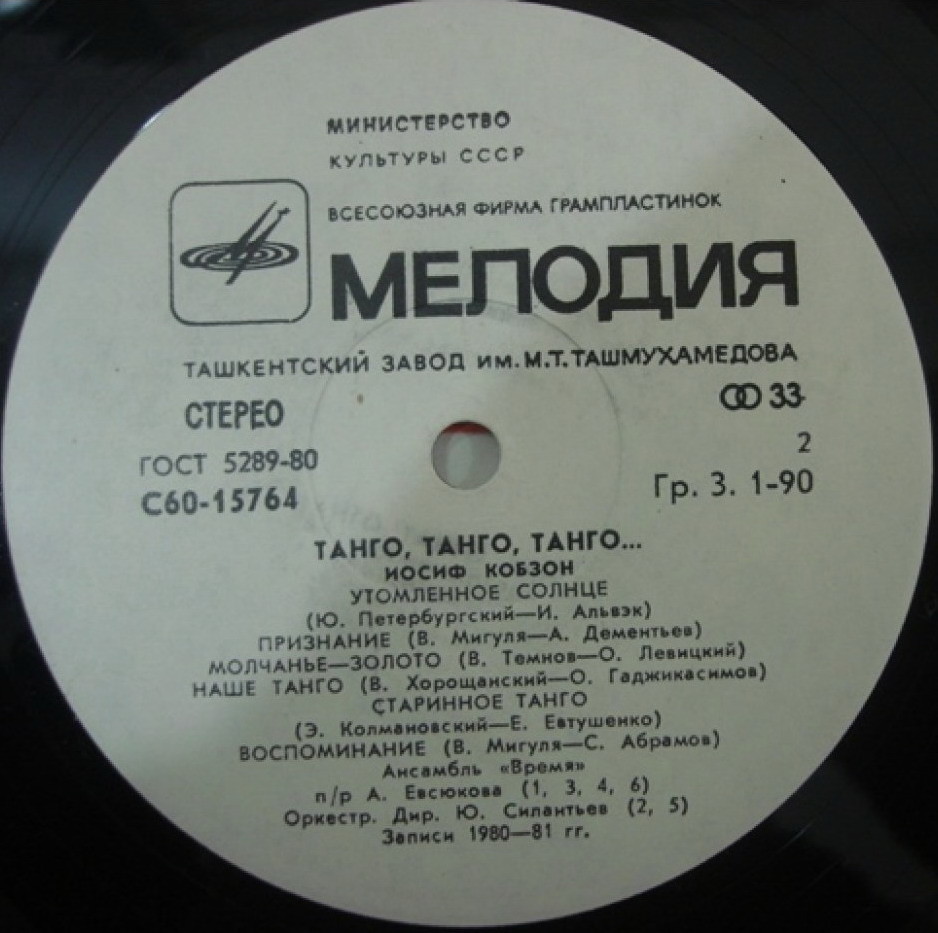 МИНИСТЕРСТВО
КУЛЬТУРЫ СССР
ВСЕСОЮЗНАЯ ФИРМА ГРАМПЛАСТИНОК
МЕЛОДИЯ
ТАШКЕНТСКИЙ ЗАВОД ИМ. М.Т. ТАШМУХАМЕДОВА
СТЕРЕО
33
ГОСТ 5289-80
2
С60-15764
Гр. 3. 1-90
ТАНГО, ТАНГО, ТАНГО...
ИОСИФ КОБЗОН
УТОМЛЕННОЕ СОЛНЦЕ
(Ю. Петербургский—И. Альвэк)
ПРИЗНАНИЕ (В. Мигуля—А. Дементьев)
МОЛЧАНЬЕ—ЗОЛОТО (В. Темнов—О. Левицкий)
НАШЕ ТАНГО (В. Хорощанский—О. Гаджикасимов)
СТАРИННОЕ ТАНГО
(Э. Колмановский—Е. Евтушенко)
ВОСПОМИНАНИЕ (В. Мигуля—С. Абрамов)
Ансамбль «Время»
п/р А. Евсюкова (1, 3, 4, 6)
Оркестр. Дир. Ю. Силантьев (2, 5)
Записи 1980—81 гг.